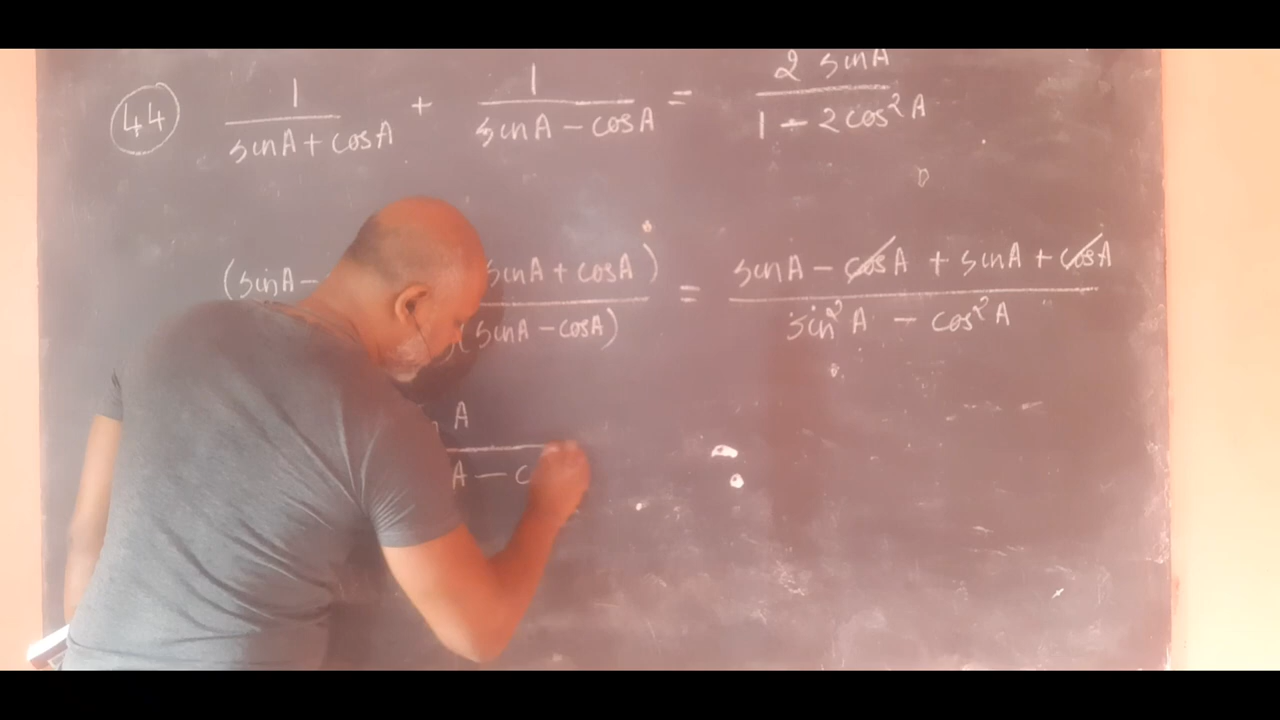 44 1/(sinA + cosA) + 1/(sinA − cosA) = 2 sinA/(1 − 2cos²A)
(sinA − sinA + cosA)/((sinA − cosA) = (sinA − cosA + sinA + cosA)/(sin²A − cos²A)
A/(A − c